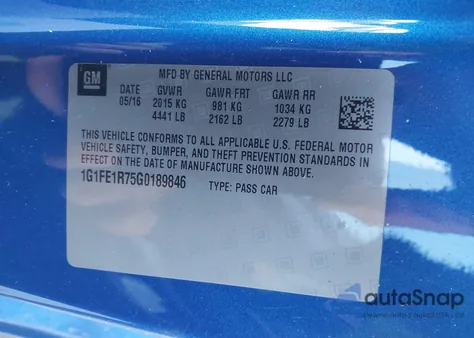 GM
MFD BY GENERAL MOTORS LLC
DATE GVWR GAWR FRT GAWR RR
05/16 2015 KG 981 KG 1034 KG
4441 LB 2162 LB 2279 LB
THIS VEHICLE CONFORMS TO ALL APPLICABLE U.S. FEDERAL MOTOR
VEHICLE SAFETY, BUMPER, AND THEFT PREVENTION STANDARDS IN
EFFECT ON THE DATE OF MANUFACTURE SHOWN ABOVE.
1G1FE1R75G0189846 TYPE: PASS CAR
autoSnap